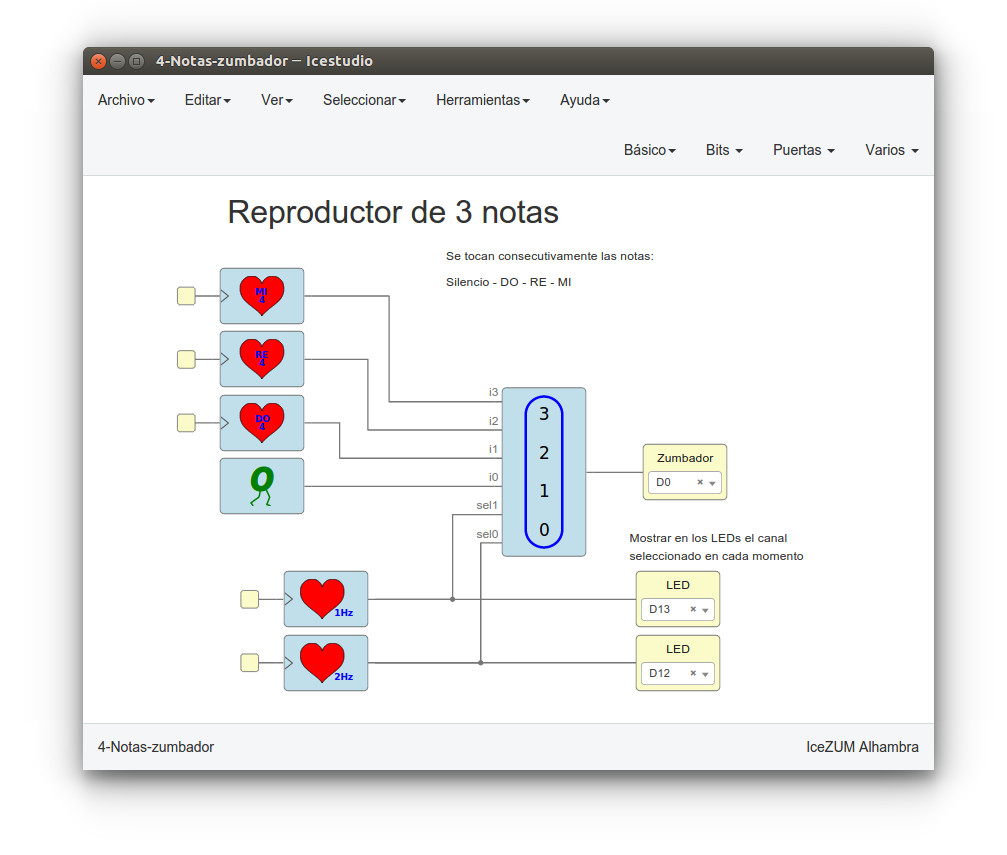 4-Notas-zumbador — Icestudio
Archivo Editar Ver Seleccionar Herramientas Ayuda
Básico Bits Puertas Varios
Reproductor de 3 notas
Se tocan consecutivamente las notas:
Silencio - DO - RE - MI
MI
4
RE
4
DO
4
0
i3
i2
i1
i0
sel1
sel0
3
2
1
0
Zumbador
D0
Mostrar en los LEDs el canal
seleccionado en cada momento
1Hz
LED
D13
2Hz
LED
D12
4-Notas-zumbador
IceZUM Alhambra